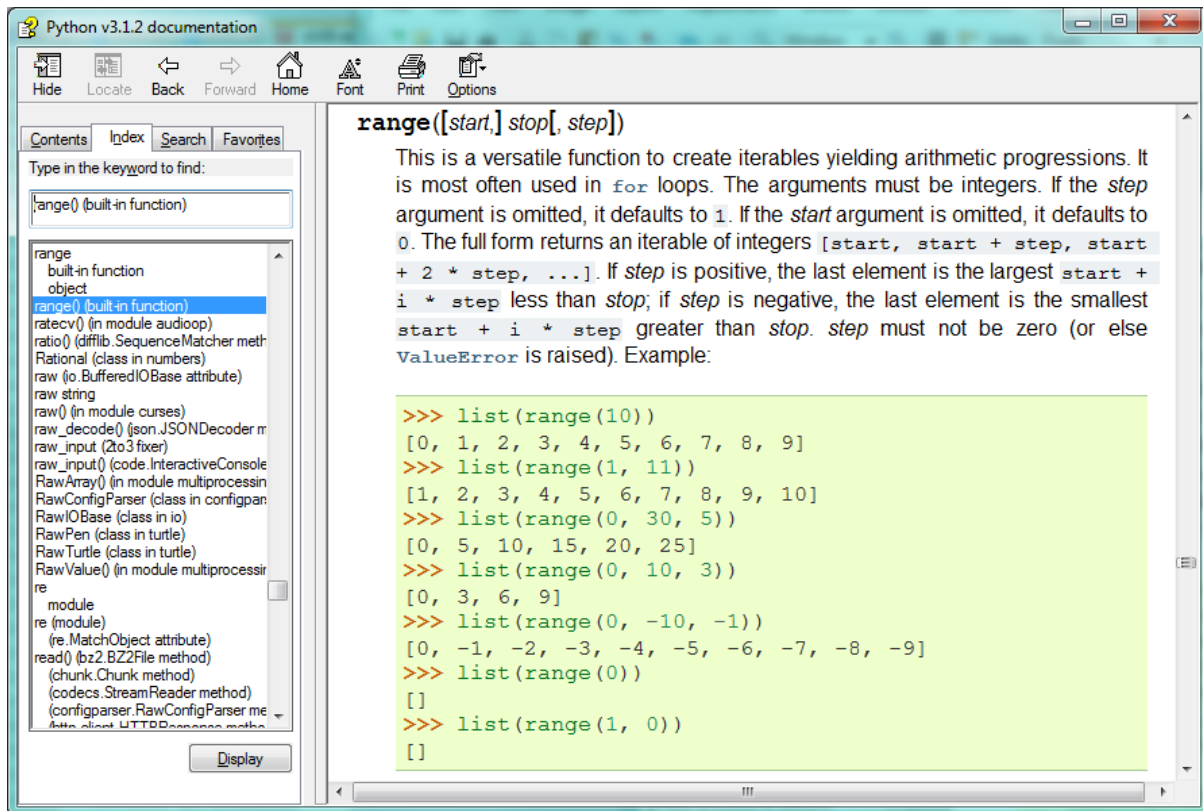 Python v3.1.2 documentation
Hide Locate Back Forward Home Font Print Options
Contents Index Search Favorites
Type in the keyword to find:
range() (built-in function)
range
built-in function
object
range() (built-in function)
ratecv() (in module audioop)
ratio() (difflib.SequenceMatcher meth
Rational (class in numbers)
raw (io.BufferedIOBase attribute)
raw string
raw() (in module curses)
raw_decode() (json.JSONDecoder m
raw_input (2to3 fixer)
raw_input() (code.InteractiveConsole
RawArray() (in module multiprocessin
RawConfigParser (class in configpars
RawIOBase (class in io)
RawPen (class in turtle)
RawTurtle (class in turtle)
RawValue() (in module multiprocessir
re
module
re (module)
(re.MatchObject attribute)
read() (bz2.BZ2File method)
(chunk.Chunk method)
(codecs.StreamReader method)
(configparser.RawConfigParser me
(http.client.HTTPResponse metho
Display
range([start,] stop[, step])
This is a versatile function to create iterables yielding arithmetic progressions. It
is most often used in for loops. The arguments must be integers. If the step
argument is omitted, it defaults to 1. If the start argument is omitted, it defaults to
0. The full form returns an iterable of integers [start, start + step, start
+ 2 * step, ...]. If step is positive, the last element is the largest start +
i * step less than stop; if step is negative, the last element is the smallest
start + i * step greater than stop. step must not be zero (or else
ValueError is raised). Example:
>>> list(range(10))
[0, 1, 2, 3, 4, 5, 6, 7, 8, 9]
>>> list(range(1, 11))
[1, 2, 3, 4, 5, 6, 7, 8, 9, 10]
>>> list(range(0, 30, 5))
[0, 5, 10, 15, 20, 25]
>>> list(range(0, 10, 3))
[0, 3, 6, 9]
>>> list(range(0, -10, -1))
[0, -1, -2, -3, -4, -5, -6, -7, -8, -9]
>>> list(range(0))
[]
>>> list(range(1, 0))
[]